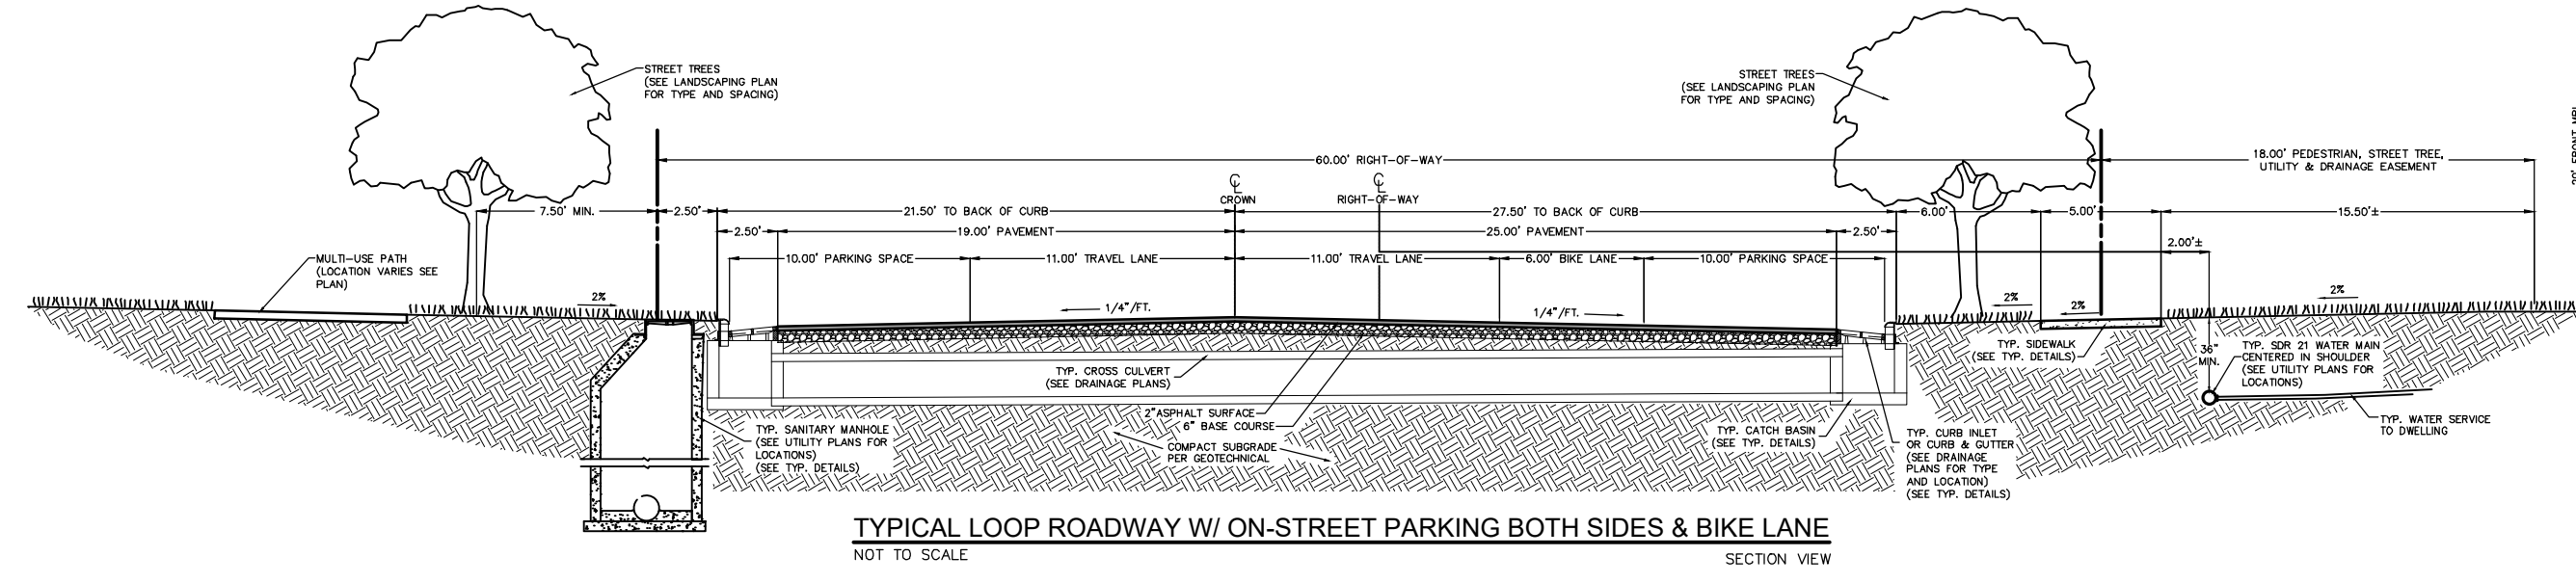 STREET TREES
(SEE LANDSCAPING PLAN
FOR TYPE AND SPACING)
STREET TREES
(SEE LANDSCAPING PLAN
FOR TYPE AND SPACING)
60.00' RIGHT-OF-WAY
18.00' PEDESTRIAN, STREET TREE,
UTILITY & DRAINAGE EASEMENT
20' FRONT MBL
CL
CROWN
CL
RIGHT-OF-WAY
7.50' MIN.
2.50'
21.50' TO BACK OF CURB
27.50' TO BACK OF CURB
6.00'
5.00'
15.50'±
2.50'
19.00' PAVEMENT
25.00' PAVEMENT
2.50'
2.00'±
MULTI-USE PATH
(LOCATION VARIES SEE
PLAN)
10.00' PARKING SPACE
11.00' TRAVEL LANE
11.00' TRAVEL LANE
6.00' BIKE LANE
10.00' PARKING SPACE
2%
1/4"/FT.
1/4"/FT.
2%
2%
2%
TYP. CROSS CULVERT
(SEE DRAINAGE PLANS)
TYP. SIDEWALK
(SEE TYP. DETAILS)
36"
MIN.
TYP. SDR 21 WATER MAIN
CENTERED IN SHOULDER
(SEE UTILITY PLANS FOR
LOCATIONS)
2"ASPHALT SURFACE
6" BASE COURSE
COMPACT SUBGRADE
PER GEOTECHNICAL
TYP. SANITARY MANHOLE
(SEE UTILITY PLANS FOR
LOCATIONS)
(SEE TYP. DETAILS)
TYP. CATCH BASIN
(SEE TYP. DETAILS)
TYP. CURB INLET
OR CURB & GUTTER
(SEE DRAINAGE
PLANS FOR TYPE
AND LOCATION)
(SEE TYP. DETAILS)
TYP. WATER SERVICE
TO DWELLING
TYPICAL LOOP ROADWAY W/ ON-STREET PARKING BOTH SIDES & BIKE LANE
NOT TO SCALE
SECTION VIEW